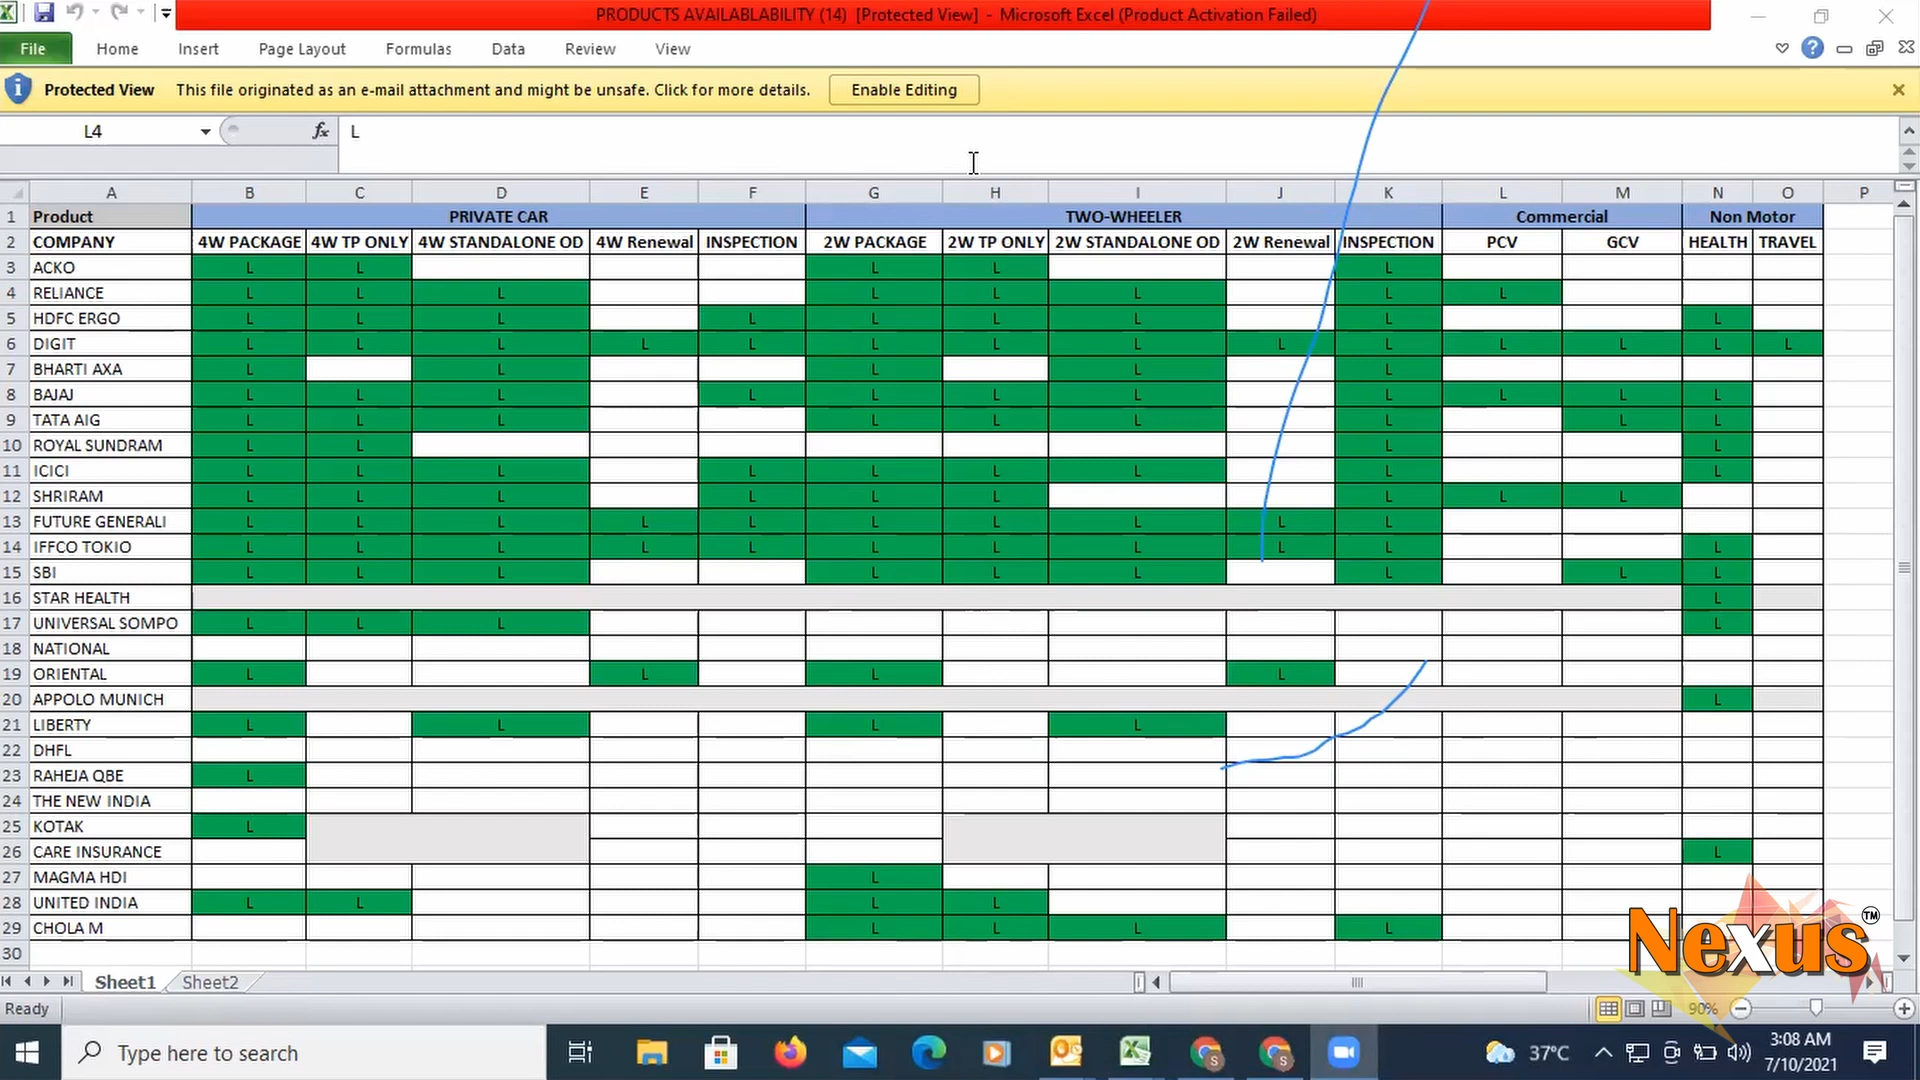 PRODUCTS AVAILABLABILITY (14) [Protected View] - Microsoft Excel (Product Activation Failed)
File Home Insert Page Layout Formulas Data Review View
Protected View This file originated as an e-mail attachment and might be unsafe. Click for more details. Enable Editing
L4 fx L
A B C D E F G H I J K L M N O P
1 Product PRIVATE CAR TWO-WHEELER Commercial Non Motor
2 COMPANY 4W PACKAGE 4W TP ONLY 4W STANDALONE OD 4W Renewal INSPECTION 2W PACKAGE 2W TP ONLY 2W STANDALONE OD 2W Renewal INSPECTION PCV GCV HEALTH TRAVEL
3 ACKO L L L L L
4 RELIANCE L L L L L L L L
5 HDFC ERGO L L L L L L L L L
6 DIGIT L L L L L L L L L L L L L L
7 BHARTI AXA L L L L L
8 BAJAJ L L L L L L L L L L L
9 TATA AIG L L L L L L L L L
10 ROYAL SUNDRAM L L L L
11 ICICI L L L L L L L L L
12 SHRIRAM L L L L L L L L L
13 FUTURE GENERALI L L L L L L L L L L
14 IFFCO TOKIO L L L L L L L L L L L
15 SBI L L L L L L L L L
16 STAR HEALTH L
17 UNIVERSAL SOMPO L L L L
18 NATIONAL
19 ORIENTAL L L L L
20 APPOLO MUNICH L
21 LIBERTY L L L L
22 DHFL
23 RAHEJA QBE L
24 THE NEW INDIA
25 KOTAK L
26 CARE INSURANCE L
27 MAGMA HDI L
28 UNITED INDIA L L L L
29 CHOLA M L L L L
30
Nexus™
Sheet1 Sheet2
Ready 90%
Type here to search 37°C 3:08 AM
7/10/2021